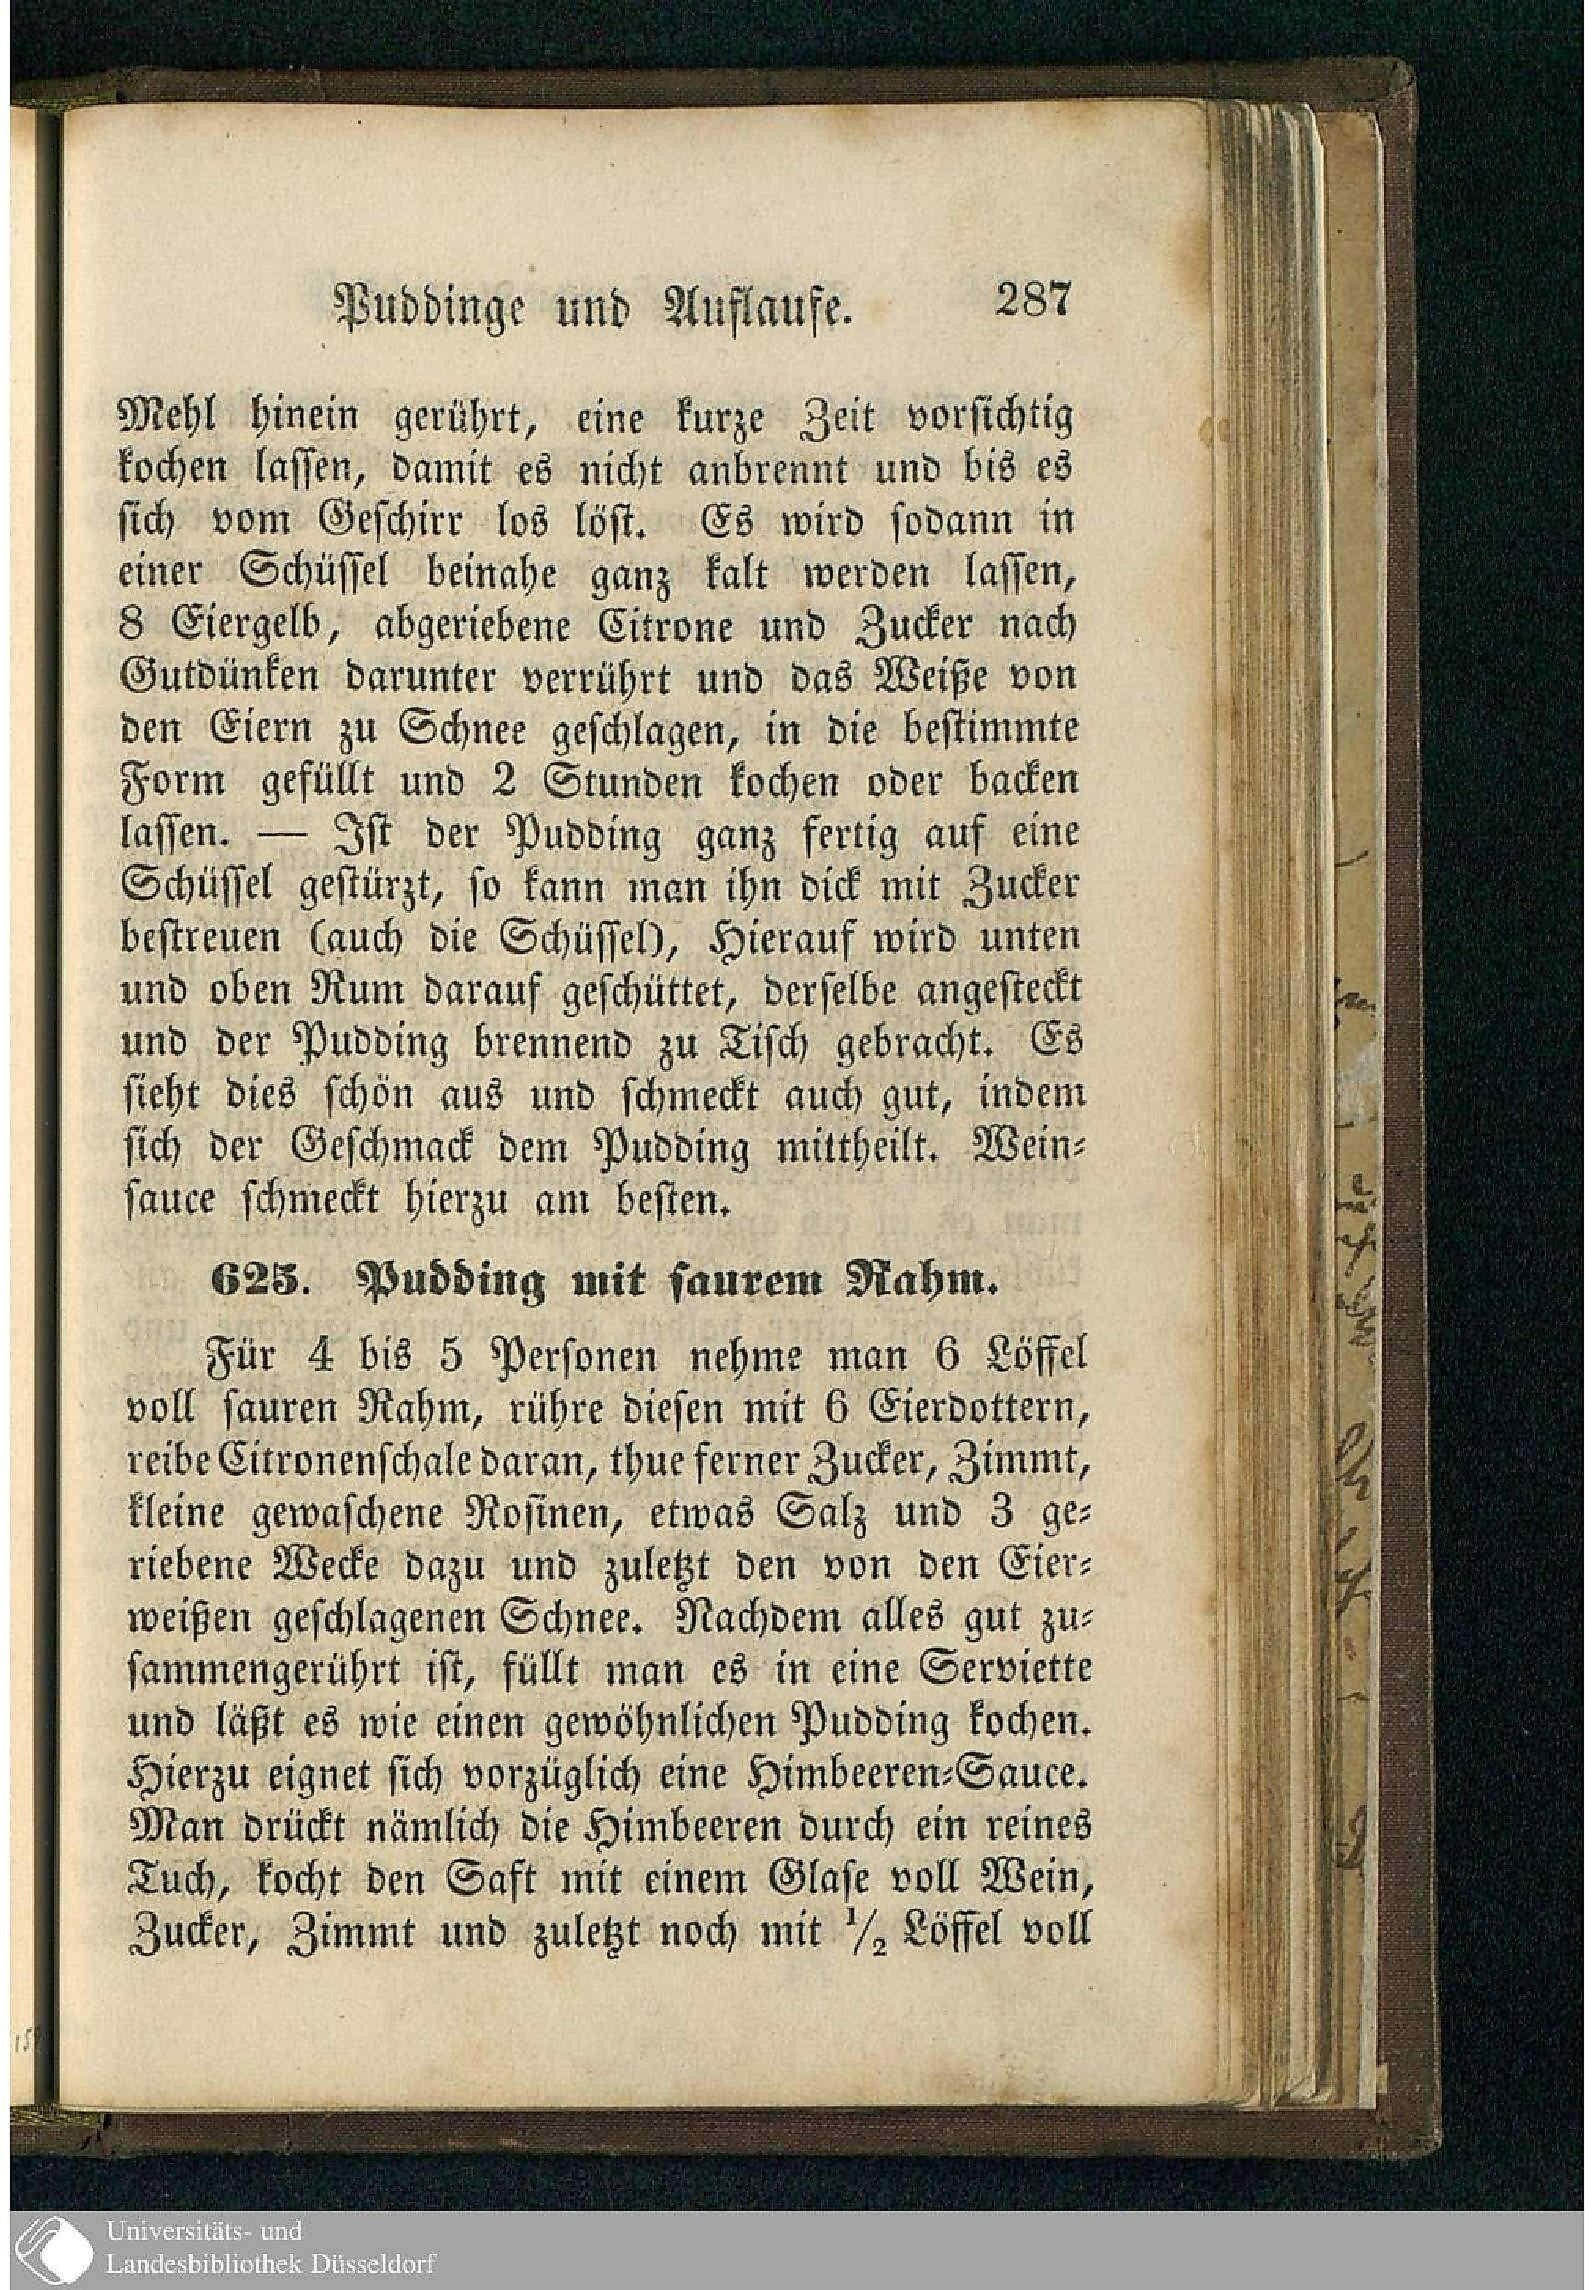 Puddinge und Auflaufe. 287
Mehl hinein gerührt, eine kurze Zeit vorsichtig
kochen lassen, damit es nicht anbrennt und bis es
sich vom Geschirr los löst. Es wird sodann in
einer Schüssel beinahe ganz kalt werden lassen,
8 Eiergelb, abgeriebene Citrone und Zucker nach
Gutdünken darunter verrührt und das Weiße von
den Eiern zu Schnee geschlagen, in die bestimmte
Form gefüllt und 2 Stunden kochen oder backen
lassen. — Ist der Pudding ganz fertig auf eine
Schüssel gestürzt, so kann man ihn dick mit Zucker
bestreuen (auch die Schüssel), Hierauf wird unten
und oben Rum darauf geschüttet, derselbe angesteckt
und der Pudding brennend zu Tisch gebracht. Es
sieht dies schön aus und schmeckt auch gut, indem
sich der Geschmack dem Pudding mittheilt. Wein-
sauce schmeckt hierzu am besten.
625. Pudding mit saurem Rahm.
Für 4 bis 5 Personen nehme man 6 Löffel
voll sauren Rahm, rühre diesen mit 6 Eierdottern,
reibe Citronenschale daran, thue ferner Zucker, Zimmt,
kleine gewaschene Rosinen, etwas Salz und 3 ge-
riebene Wecke dazu und zuletzt den von den Eier-
weißen geschlagenen Schnee. Nachdem alles gut zu-
sammengerührt ist, füllt man es in eine Serviette
und läßt es wie einen gewöhnlichen Pudding kochen.
Hierzu eignet sich vorzüglich eine Himbeeren-Sauce.
Man drückt nämlich die Himbeeren durch ein reines
Tuch, kocht den Saft mit einem Glase voll Wein,
Zucker, Zimmt und zuletzt noch mit 1/2 Löffel voll
Universitäts- und
Landesbibliothek Düsseldorf